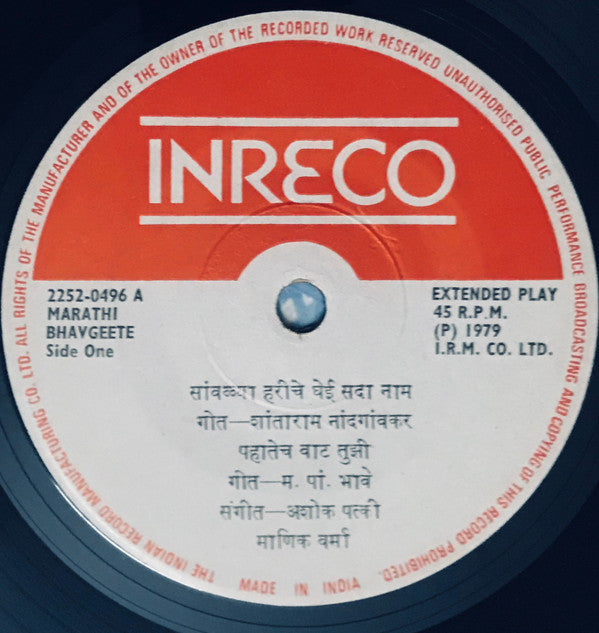 THE INDIAN RECORD MANUFACTURING CO. LTD. ALL RIGHTS OF THE MANUFACTURER AND OF THE OWNER OF THE RECORDED WORK RESERVED UNAUTHORISED PUBLIC PERFORMANCE BROADCASTING AND COPYING OF THIS RECORD PROHIBITED.
INRECO
2252-0496 A
MARATHI
BHAVGEETE
Side One
EXTENDED PLAY
45 R.P.M.
(P) 1979
I.R.M. CO. LTD.
सांवळ्या हरीचे घेई सदा नाम
गीत—शांताराम नांदगांवकर
पहातेच वाट तुझी
गीत—म. पां. भावे
संगीत—अशोक पत्की
माणिक वर्मा
MADE IN INDIA